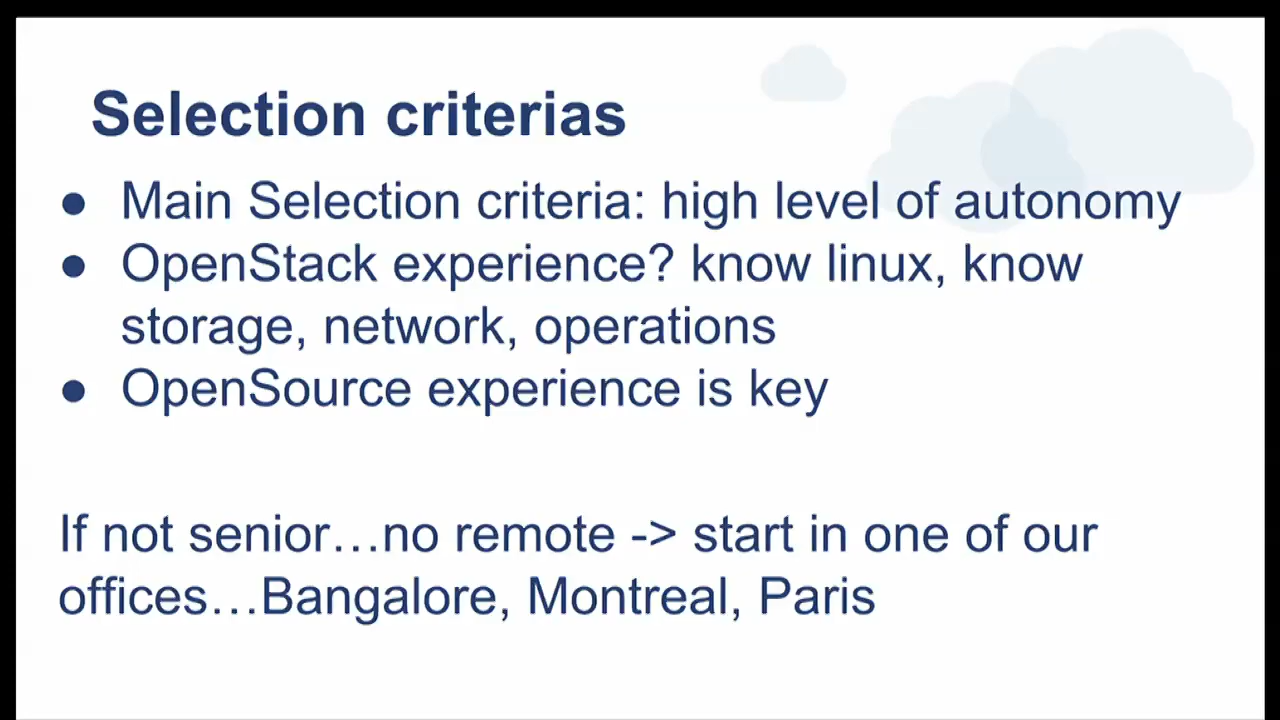 Selection criterias
● Main Selection criteria: high level of autonomy
● OpenStack experience? know linux, know
storage, network, operations
● OpenSource experience is key
If not senior…no remote -> start in one of our
offices…Bangalore, Montreal, Paris